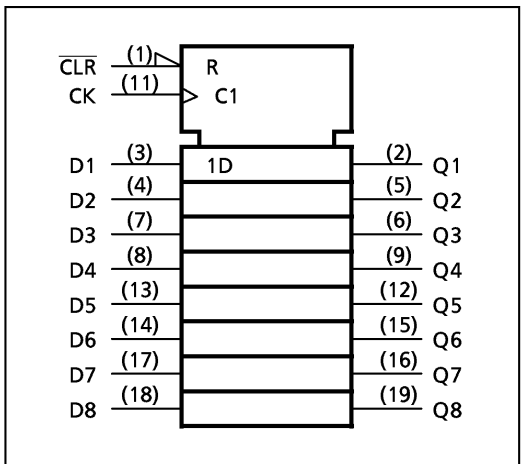 CLR (1) R
CK (11) C1
D1 (3) 1D (2) Q1
D2 (4) (5) Q2
D3 (7) (6) Q3
D4 (8) (9) Q4
D5 (13) (12) Q5
D6 (14) (15) Q6
D7 (17) (16) Q7
D8 (18) (19) Q8